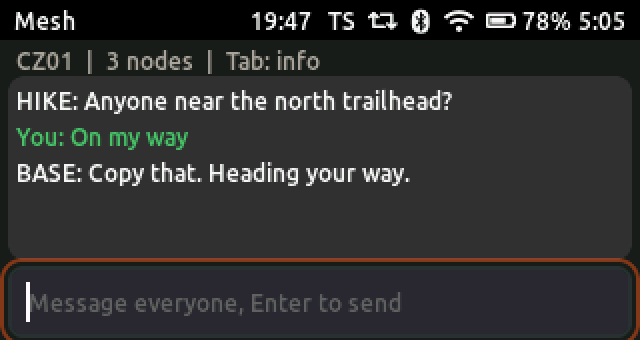 Mesh 19:47 TS 78% 5:05
CZ01 | 3 nodes | Tab: info
HIKE: Anyone near the north trailhead?
You: On my way
BASE: Copy that. Heading your way.
Message everyone, Enter to send